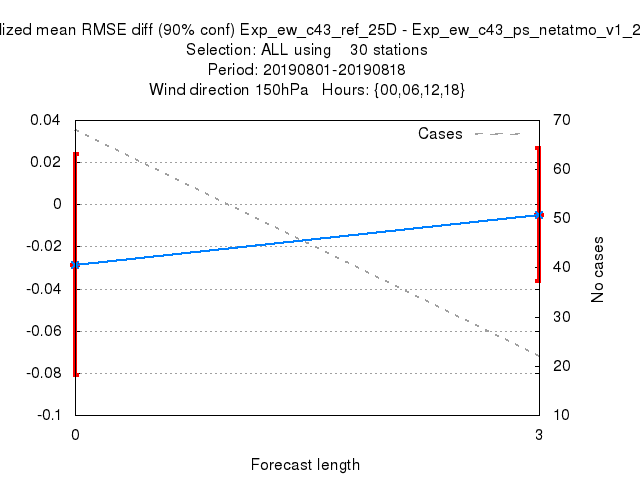 lized mean RMSE diff (90% conf) Exp_ew_c43_ref_25D - Exp_ew_c43_ps_netatmo_v1_2
Selection: ALL using    30 stations
Period: 20190801-20190818
Wind direction 150hPa   Hours: {00,06,12,18}
0.04
0.02
0
-0.02
-0.04
-0.06
-0.08
-0.1
Cases
70
60
50
40
30
20
10
No cases
0
3
Forecast length